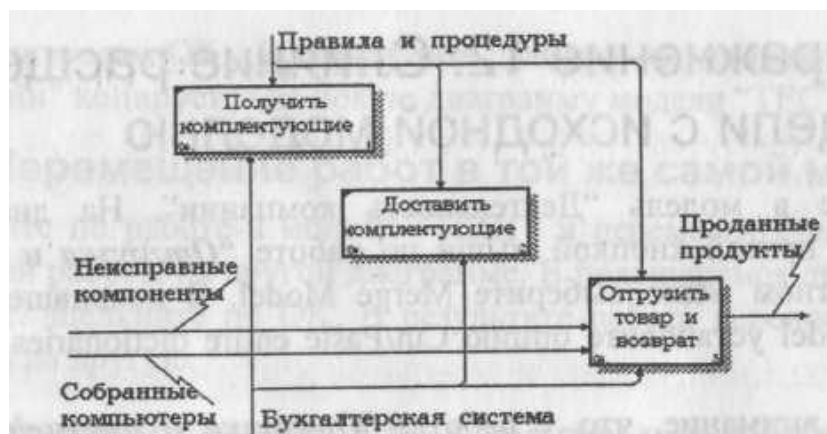 Правила и процедуры
Получить
комплектующие
Доставить
комплектующие
Проданные
продукты
Неисправные
компоненты
Отгрузить
товар и
возврат
Собранные
компьютеры
Бухгалтерская система